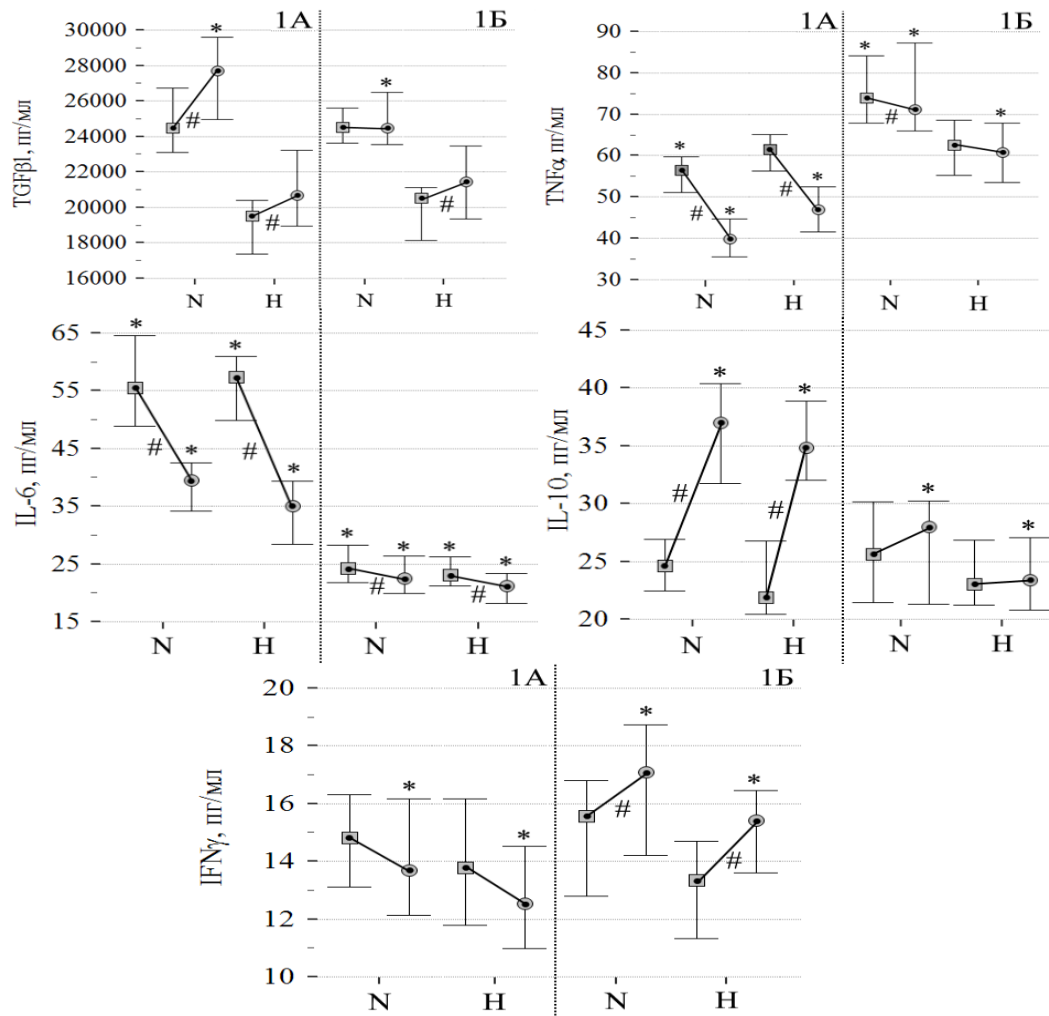 1А 1Б
TGFβ1, пг/мл
30000
28000
26000
24000
22000
20000
18000
16000
* *
# # #
N H N H
1А 1Б
TNFα, пг/мл
90
80
70
60
50
40
30
* * * * * * *
# # #
N H N H
IL-6, пг/мл
65
55
45
35
25
15
* * * * * * * *
# # # #
N H N H
IL-10, пг/мл
45
40
35
30
25
20
* * * *
# #
N H N H
1А 1Б
IFNγ, пг/мл
20
18
16
14
12
10
* * * *
# #
N H N H